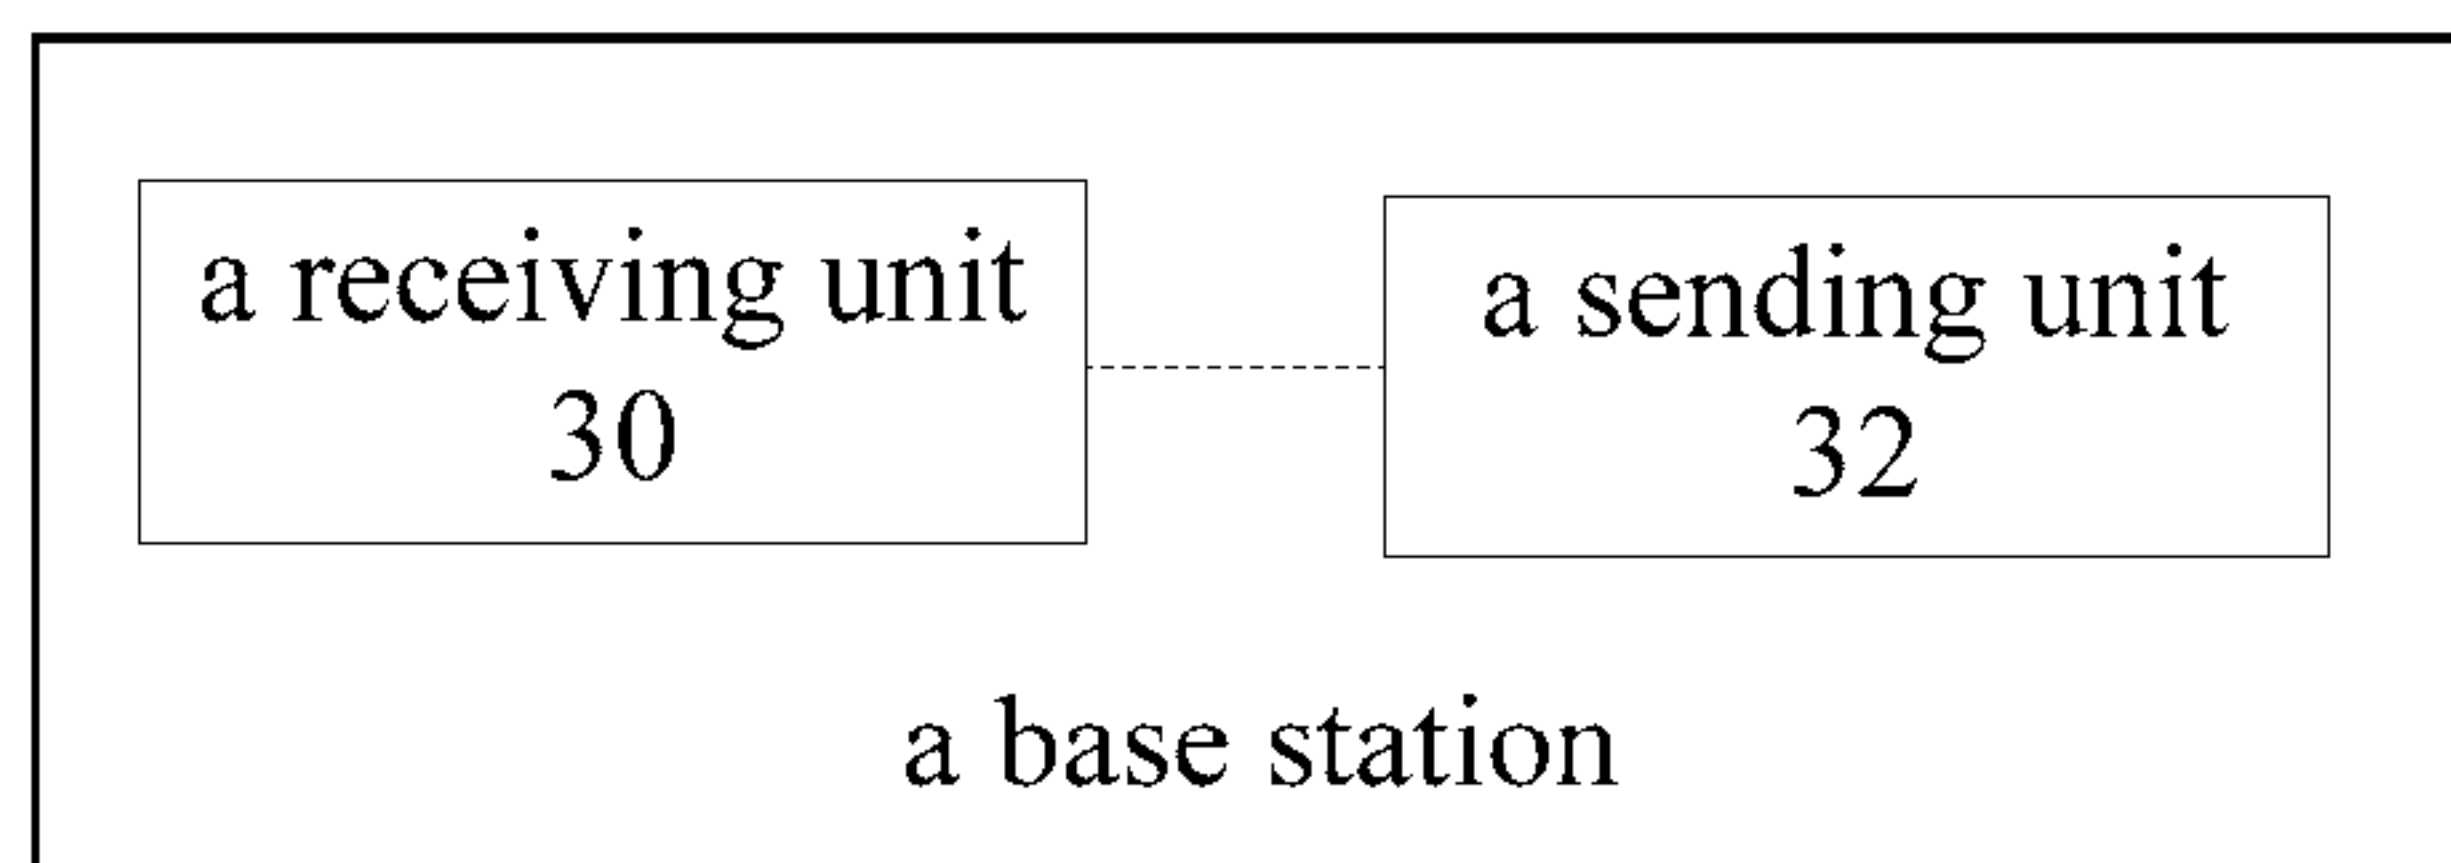 a receiving unit
30
a sending unit
32
a base station